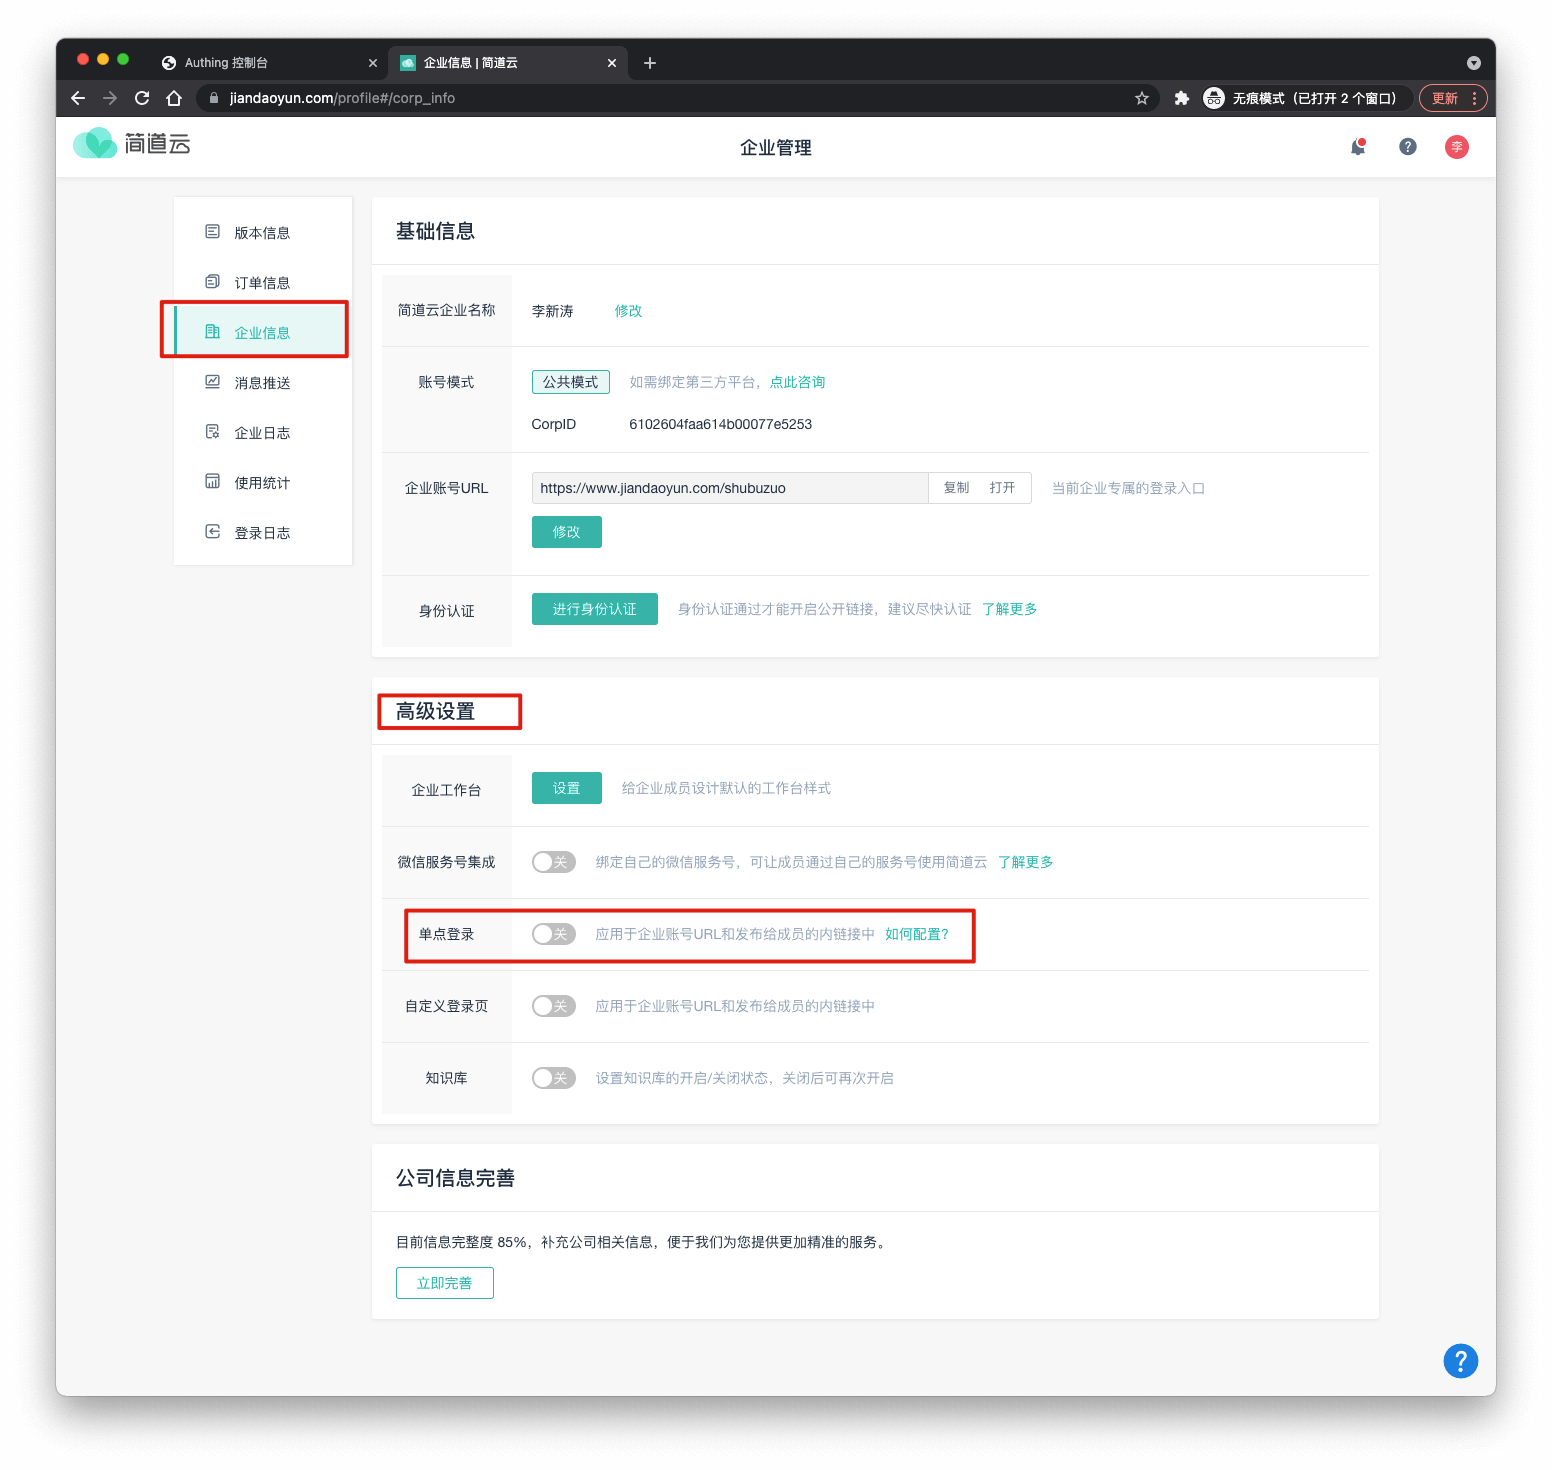 Authing 控制台
企业信息 | 简道云
jiandaoyun.com/profile#/corp_info
无痕模式（已打开 2 个窗口）
更新
简道云
企业管理
李
版本信息
订单信息
企业信息
消息推送
企业日志
使用统计
登录日志
基础信息
简道云企业名称 李新涛 修改
账号模式 公共模式 如需绑定第三方平台，点此咨询
CorpID 6102604faa614b00077e5253
企业账号URL https://www.jiandaoyun.com/shubuzuo 复制 打开 当前企业专属的登录入口
修改
身份认证 进行身份认证 身份认证通过才能开启公开链接，建议尽快认证 了解更多
高级设置
企业工作台 设置 给企业成员设计默认的工作台样式
微信服务号集成 关 绑定自己的微信服务号，可让成员通过自己的服务号使用简道云 了解更多
单点登录 关 应用于企业账号URL和发布给成员的内链接中 如何配置？
自定义登录页 关 应用于企业账号URL和发布给成员的内链接中
知识库 关 设置知识库的开启/关闭状态，关闭后可再次开启
公司信息完善
目前信息完整度 85%，补充公司相关信息，便于我们为您提供更加精准的服务。
立即完善